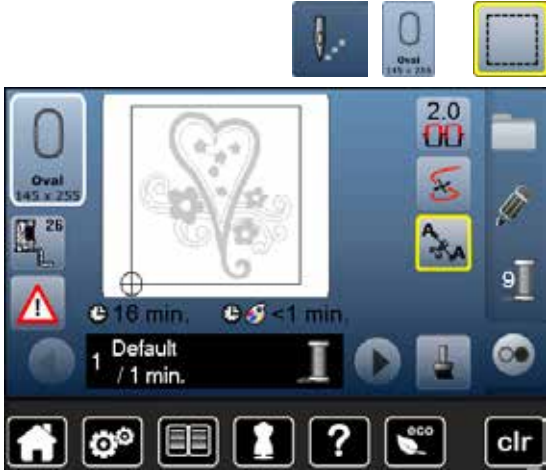 Oval
145 x 255
2.0
Oval
145 x 255
26
A
A
9
16 min.
<1 min.
1 Default
/ 1 min.
?
eco
clr